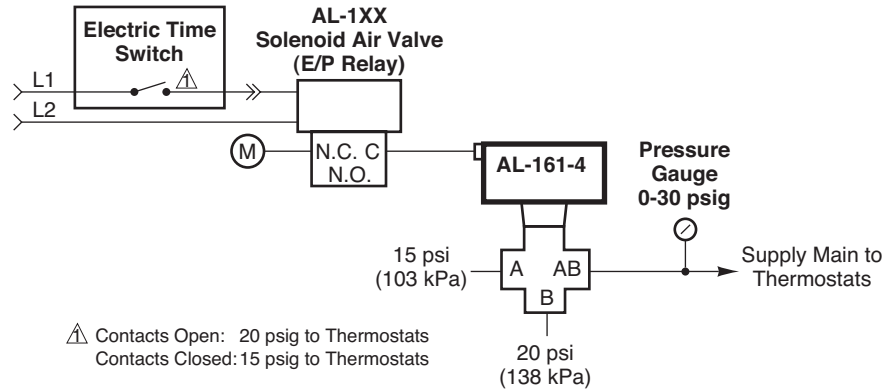 Electric Time
Switch
AL-1XX
Solenoid Air Valve
(E/P Relay)
L1
1
L2
M
N.C. C
N.O.
AL-161-4
Pressure
Gauge
0-30 psig
15 psi
(103 kPa)
A AB
B
Supply Main to
Thermostats
20 psi
(138 kPa)
1 Contacts Open: 20 psig to Thermostats
Contacts Closed: 15 psig to Thermostats